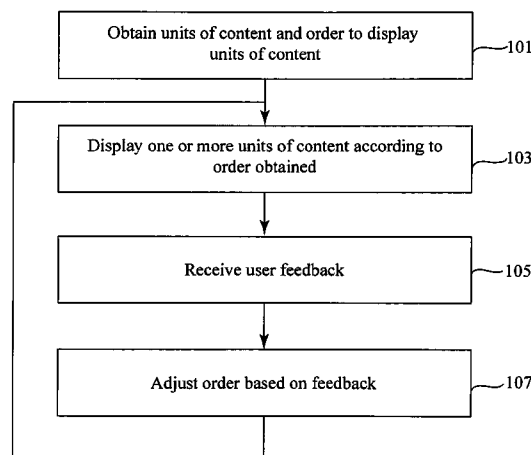 Obtain units of content and order to display
units of content
101
Display one or more units of content according to
order obtained
103
Receive user feedback
105
Adjust order based on feedback
107